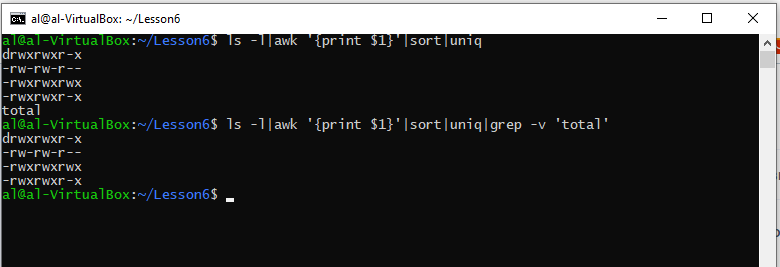 al@al-VirtualBox: ~/Lesson6
al@al-VirtualBox:~/Lesson6$ ls -l|awk '{print $1}'|sort|uniq
drwxrwxr-x
-rw-rw-r--
-rwxrwxrwx
-rwxrwxr-x
total
al@al-VirtualBox:~/Lesson6$ ls -l|awk '{print $1}'|sort|uniq|grep -v 'total'
drwxrwxr-x
-rw-rw-r--
-rwxrwxrwx
-rwxrwxr-x
al@al-VirtualBox:~/Lesson6$